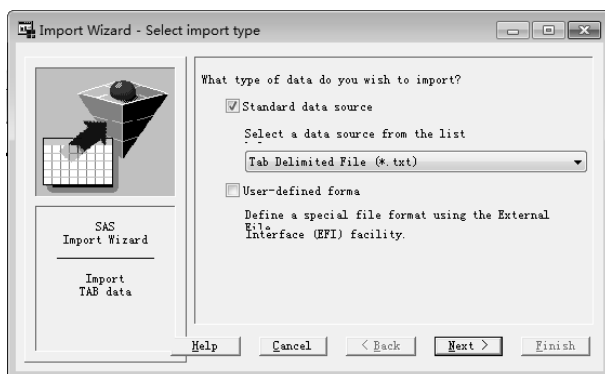 Import Wizard - Select import type
What type of data do you wish to import?
Standard data source
Select a data source from the list
Tab Delimited File (*.txt)
User-defined forma
Define a special file format using the External
File
Interface (EFI) facility.
SAS
Import Wizard
Import
TAB data
Help
Cancel
< Back
Next >
Finish